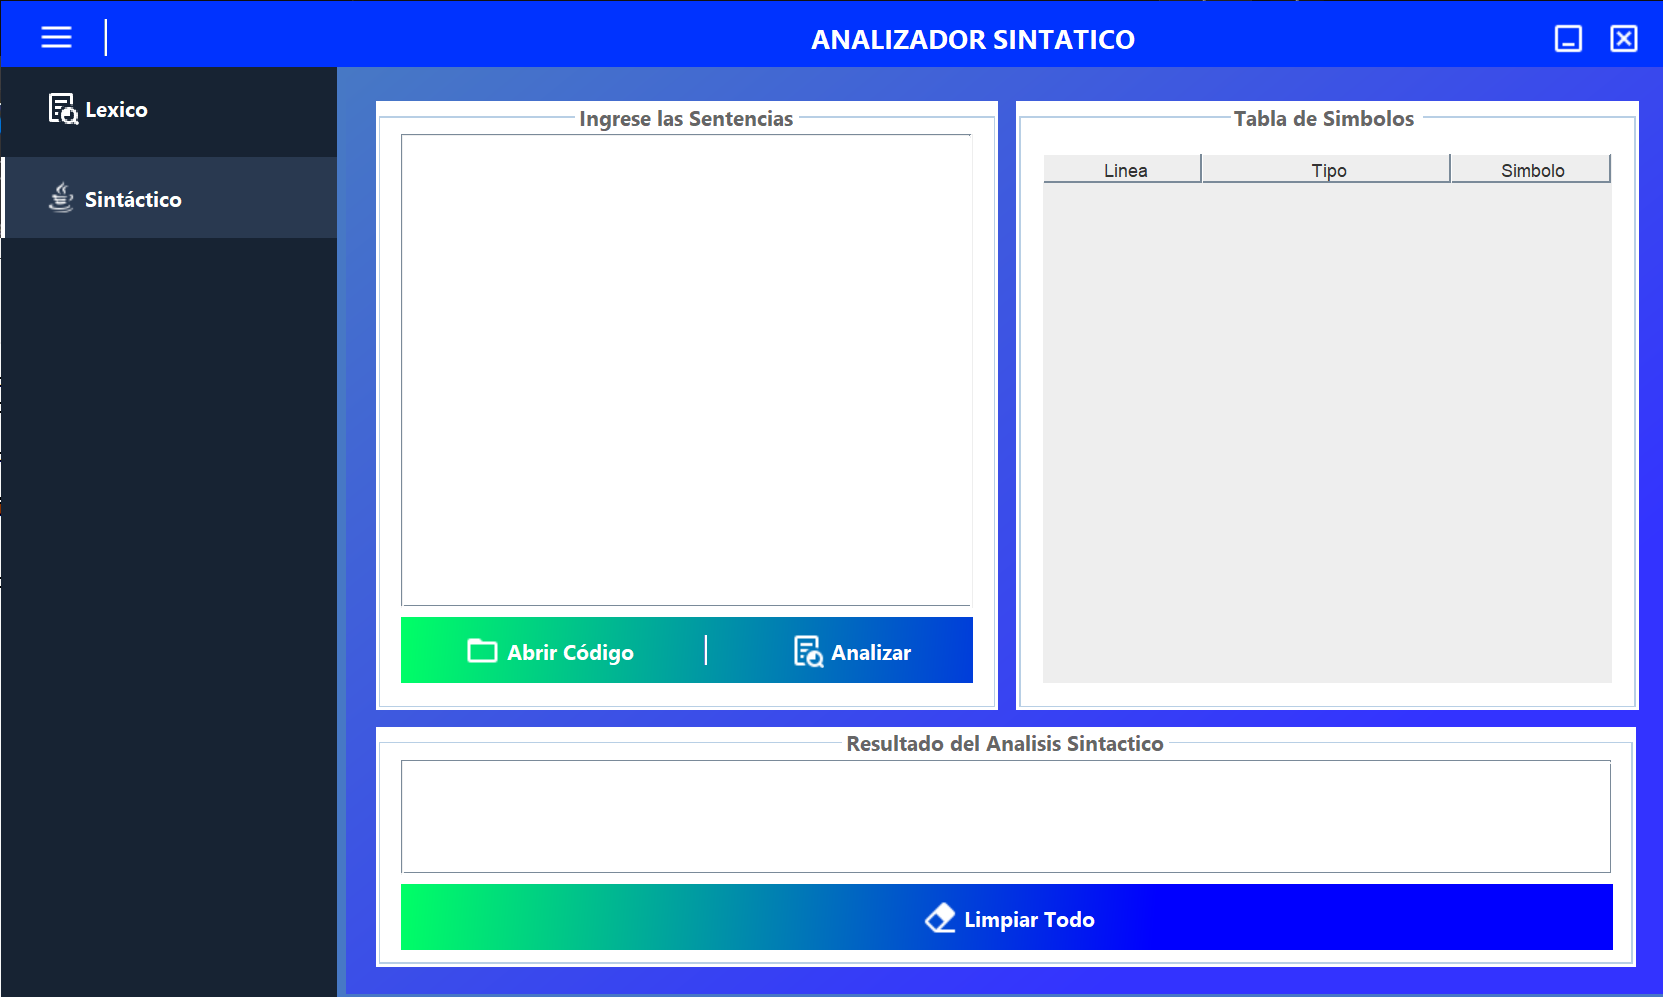 ANALIZADOR SINTATICO
Lexico
Sintáctico
Ingrese las Sentencias
Abrir Código
Analizar
Tabla de Simbolos
Linea Tipo Simbolo
Resultado del Analisis Sintactico
Limpiar Todo